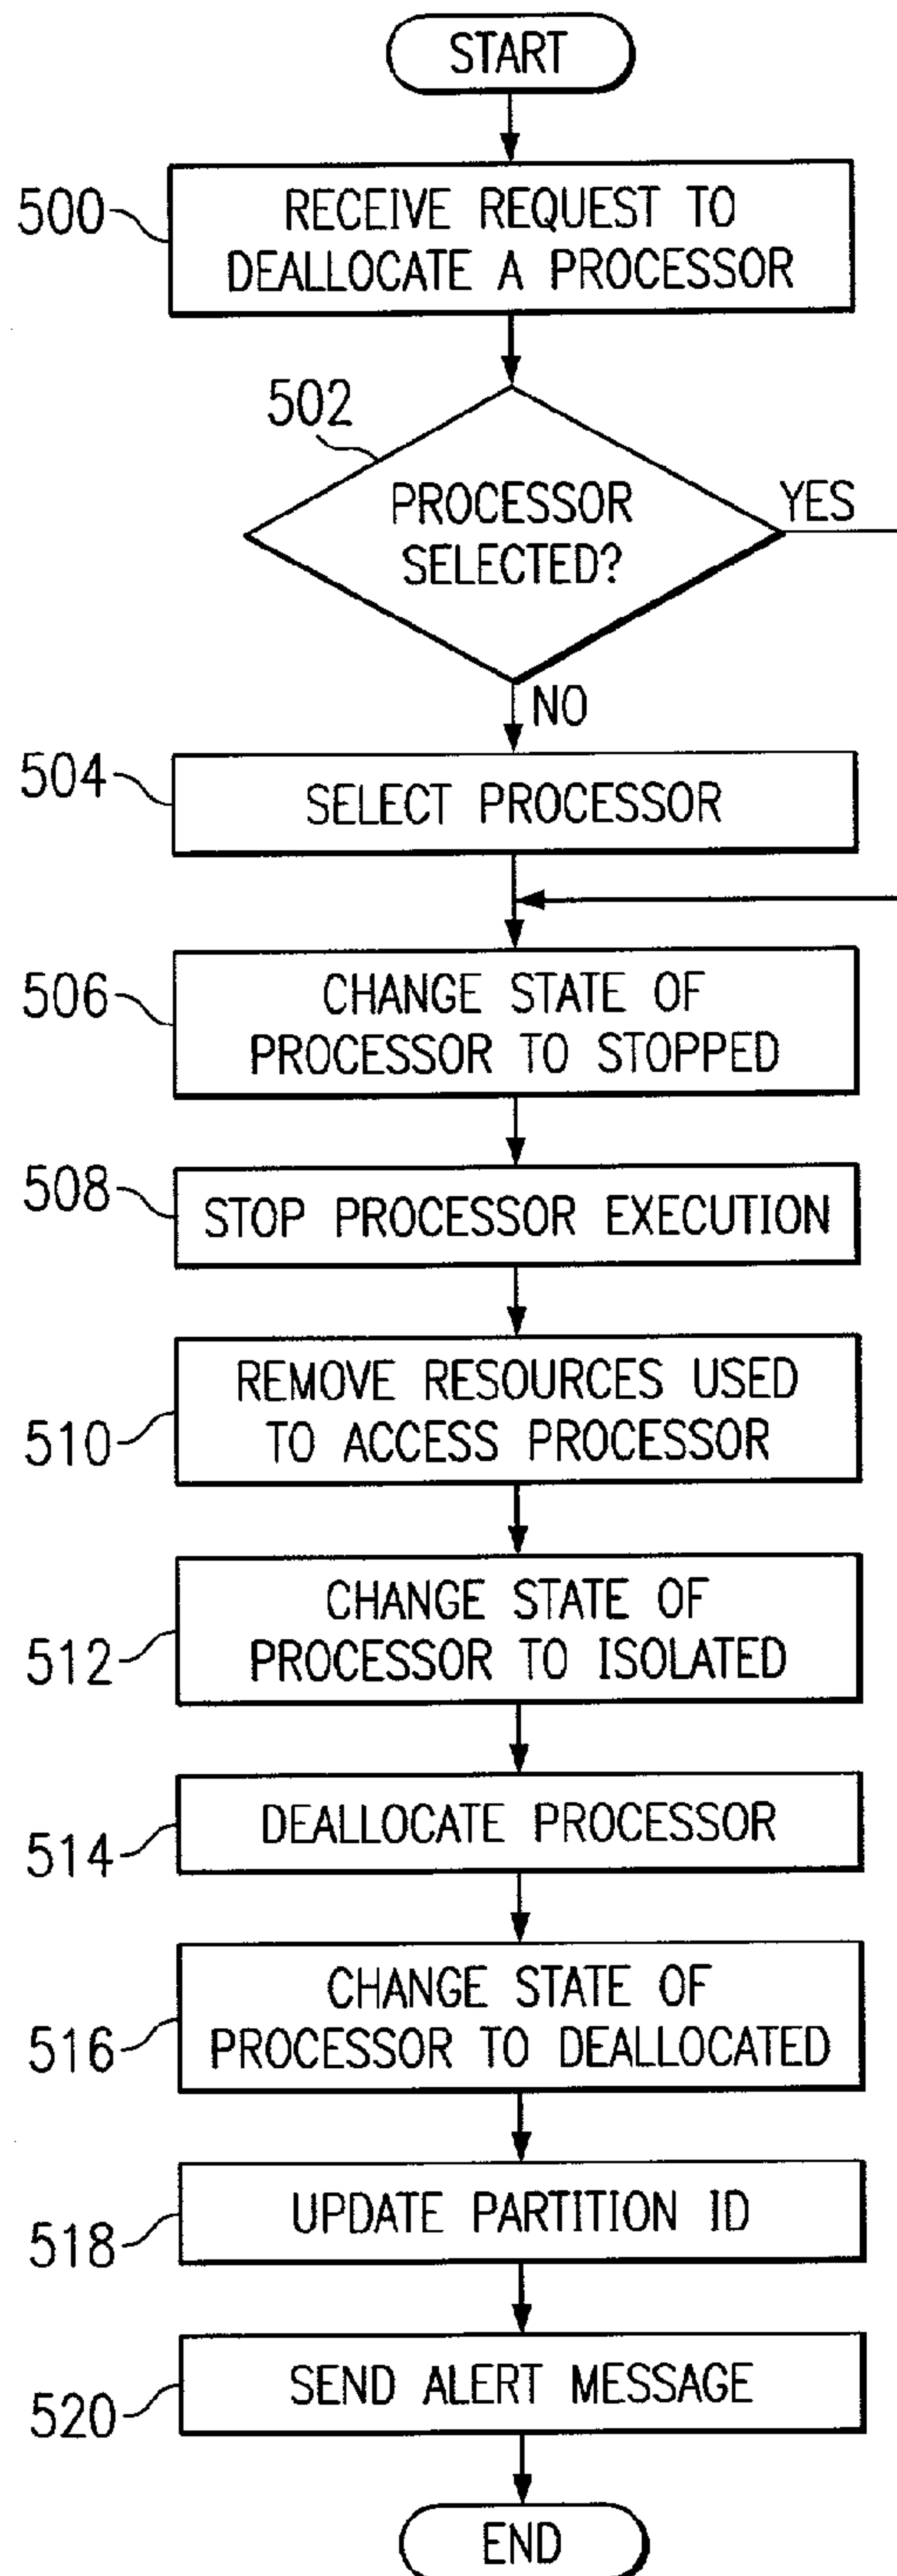 START
500
RECEIVE REQUEST TO
DEALLOCATE A PROCESSOR
502
PROCESSOR
SELECTED?
YES
NO
504
SELECT PROCESSOR
506
CHANGE STATE OF
PROCESSOR TO STOPPED
508
STOP PROCESSOR EXECUTION
510
REMOVE RESOURCES USED
TO ACCESS PROCESSOR
512
CHANGE STATE OF
PROCESSOR TO ISOLATED
514
DEALLOCATE PROCESSOR
516
CHANGE STATE OF
PROCESSOR TO DEALLOCATED
518
UPDATE PARTITION ID
520
SEND ALERT MESSAGE
END